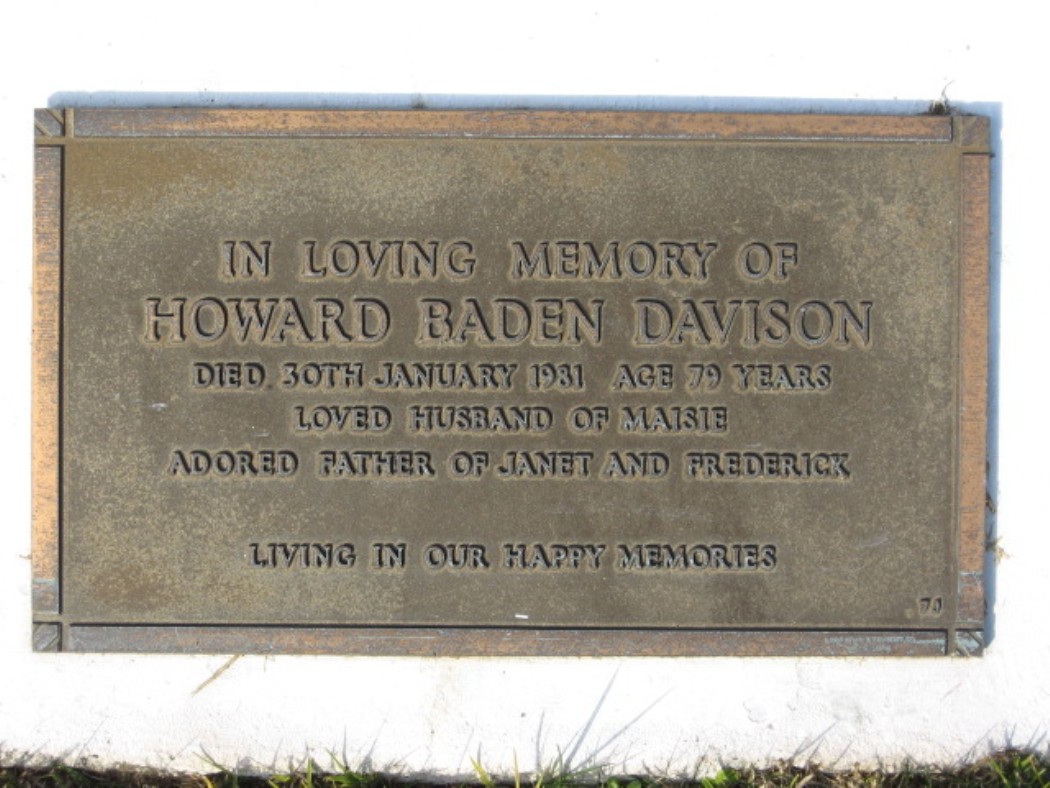 IN LOVING MEMORY OF
HOWARD BADEN DAVISON
DIED. 30TH JANUARY 1981 AGE 79 YEARS
LOVED HUSBAND OF MAISIE
ADORED FATHER OF JANET AND FREDERICK
LIVING IN OUR HAPPY MEMORIES